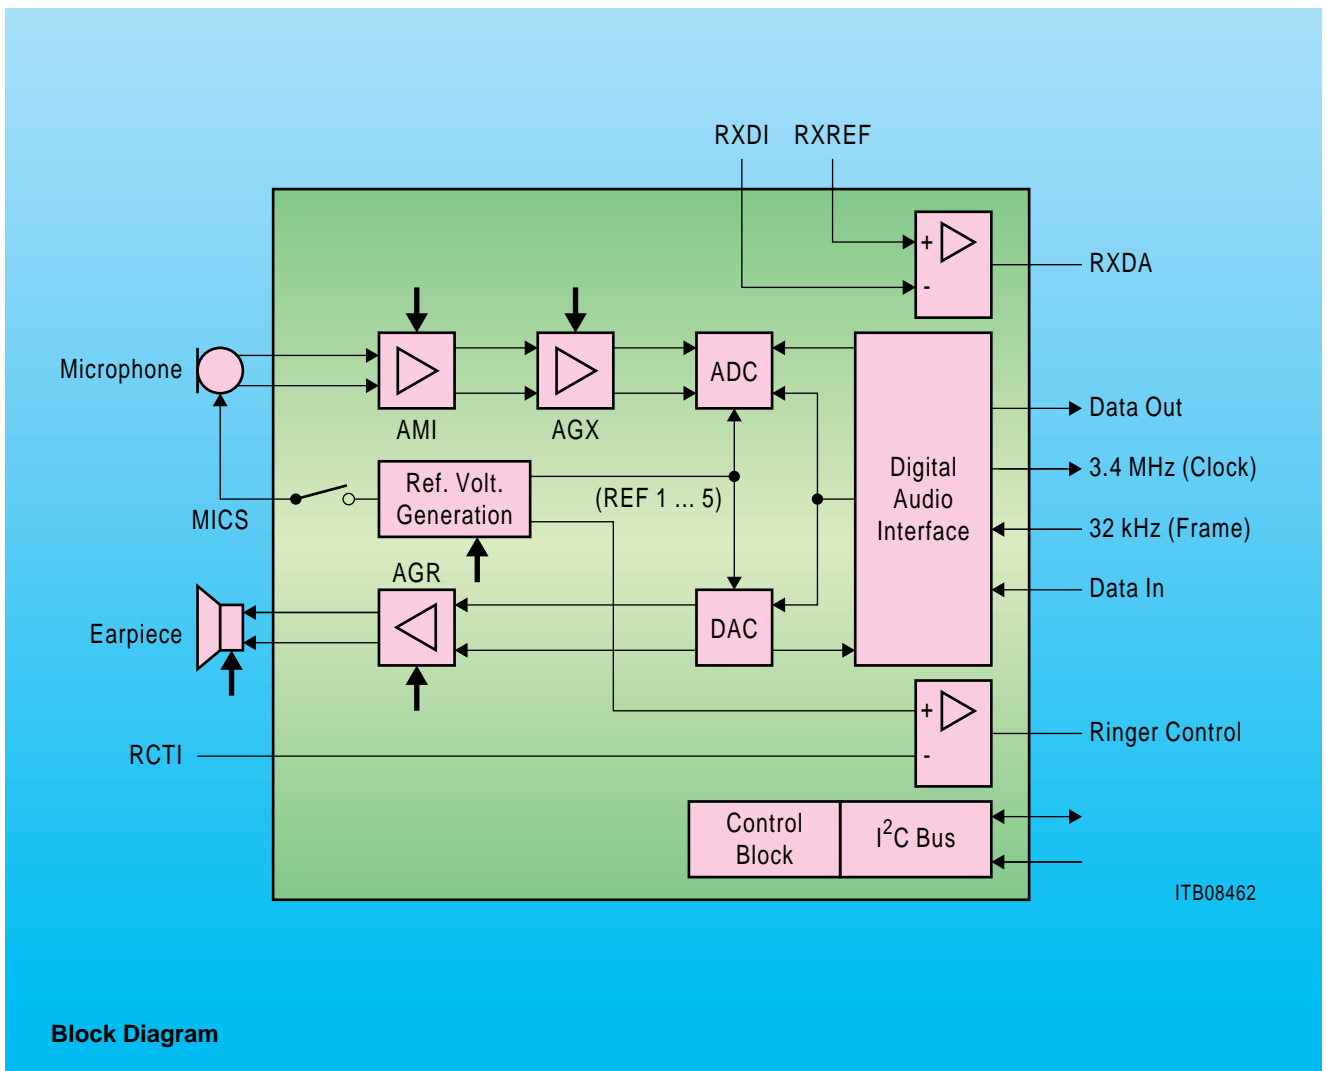 RXDI RXREF
+
-
RXDA
Microphone
AMI
AGX
ADC
Digital
Audio
Interface
Data Out
3.4 MHz (Clock)
32 kHz (Frame)
Data In
MICS
Ref. Volt.
Generation
(REF 1 ... 5)
AGR
Earpiece
DAC
RCTI
+
-
Ringer Control
Control
Block
I²C Bus
ITB08462
Block Diagram